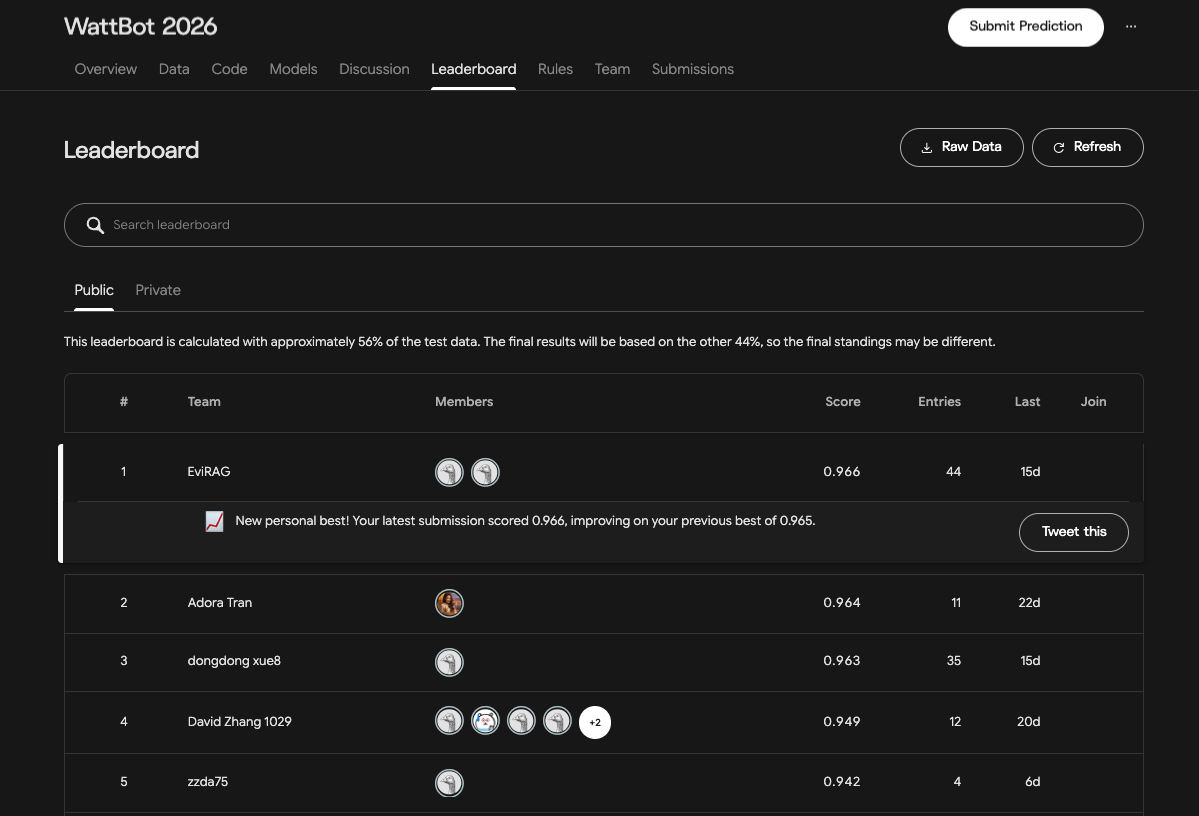 WattBot 2026
Submit Prediction
...
Overview Data Code Models Discussion Leaderboard Rules Team Submissions
Leaderboard
Raw Data Refresh
Search leaderboard
Public Private
This leaderboard is calculated with approximately 56% of the test data. The final results will be based on the other 44%, so the final standings may be different.
# Team Members Score Entries Last Join
1 EviRAG 0.966 44 15d
New personal best! Your latest submission scored 0.966, improving on your previous best of 0.965.
Tweet this
2 Adora Tran 0.964 11 22d
3 dongdong xue8 0.963 35 15d
4 David Zhang 1029 +2 0.949 12 20d
5 zzda75 0.942 4 6d